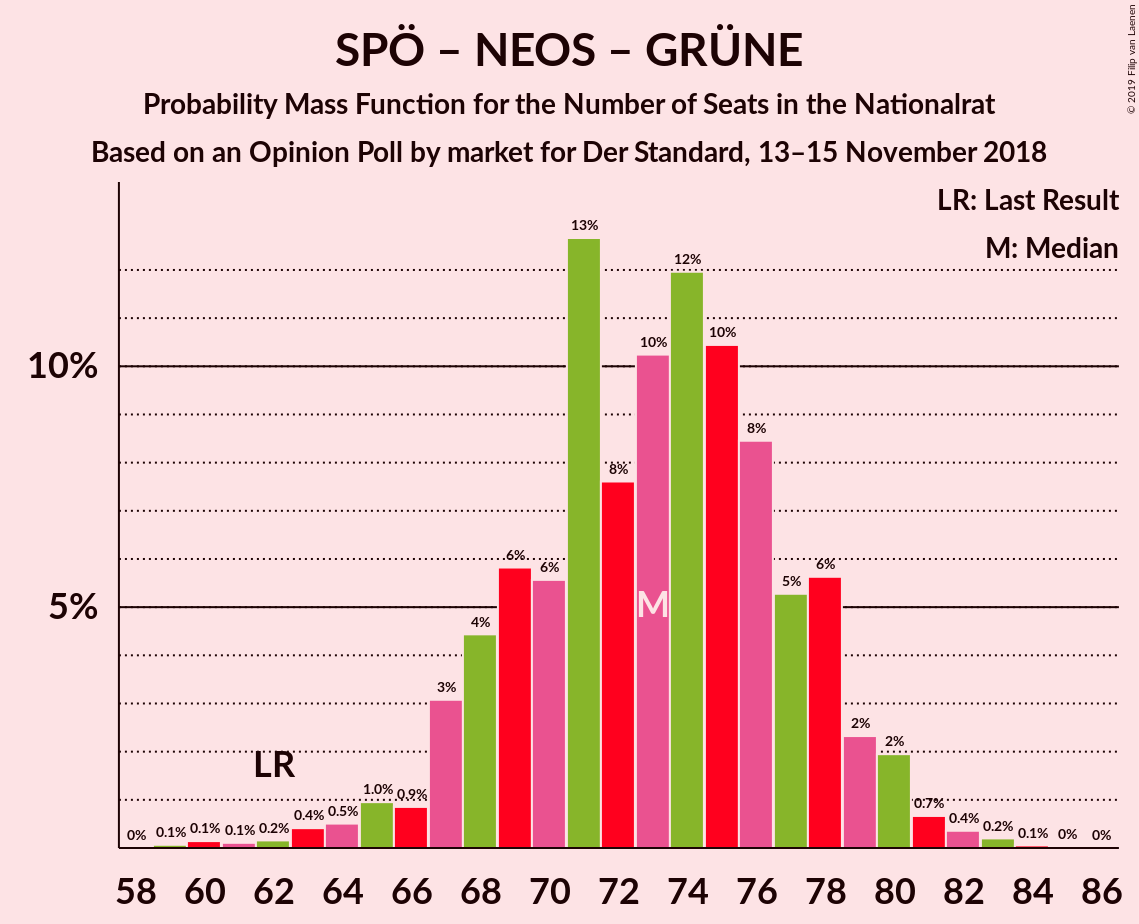 SPÖ – NEOS – GRÜNE
Probability Mass Function for the Number of Seats in the Nationalrat
Based on an Opinion Poll by market for Der Standard, 13–15 November 2018
© 2019 Filip van Laenen
LR: Last Result
M: Median
10%
5%
0% 0.1% 0.1% 0.1% 0.2% 0.4% 0.5% 1.0% 0.9% 3% 4% 6% 6% 13% 8% 10% 12% 10% 8% 5% 6% 2% 2% 0.7% 0.4% 0.2% 0.1% 0% 0%
LR
M
58 60 62 64 66 68 70 72 74 76 78 80 82 84 86